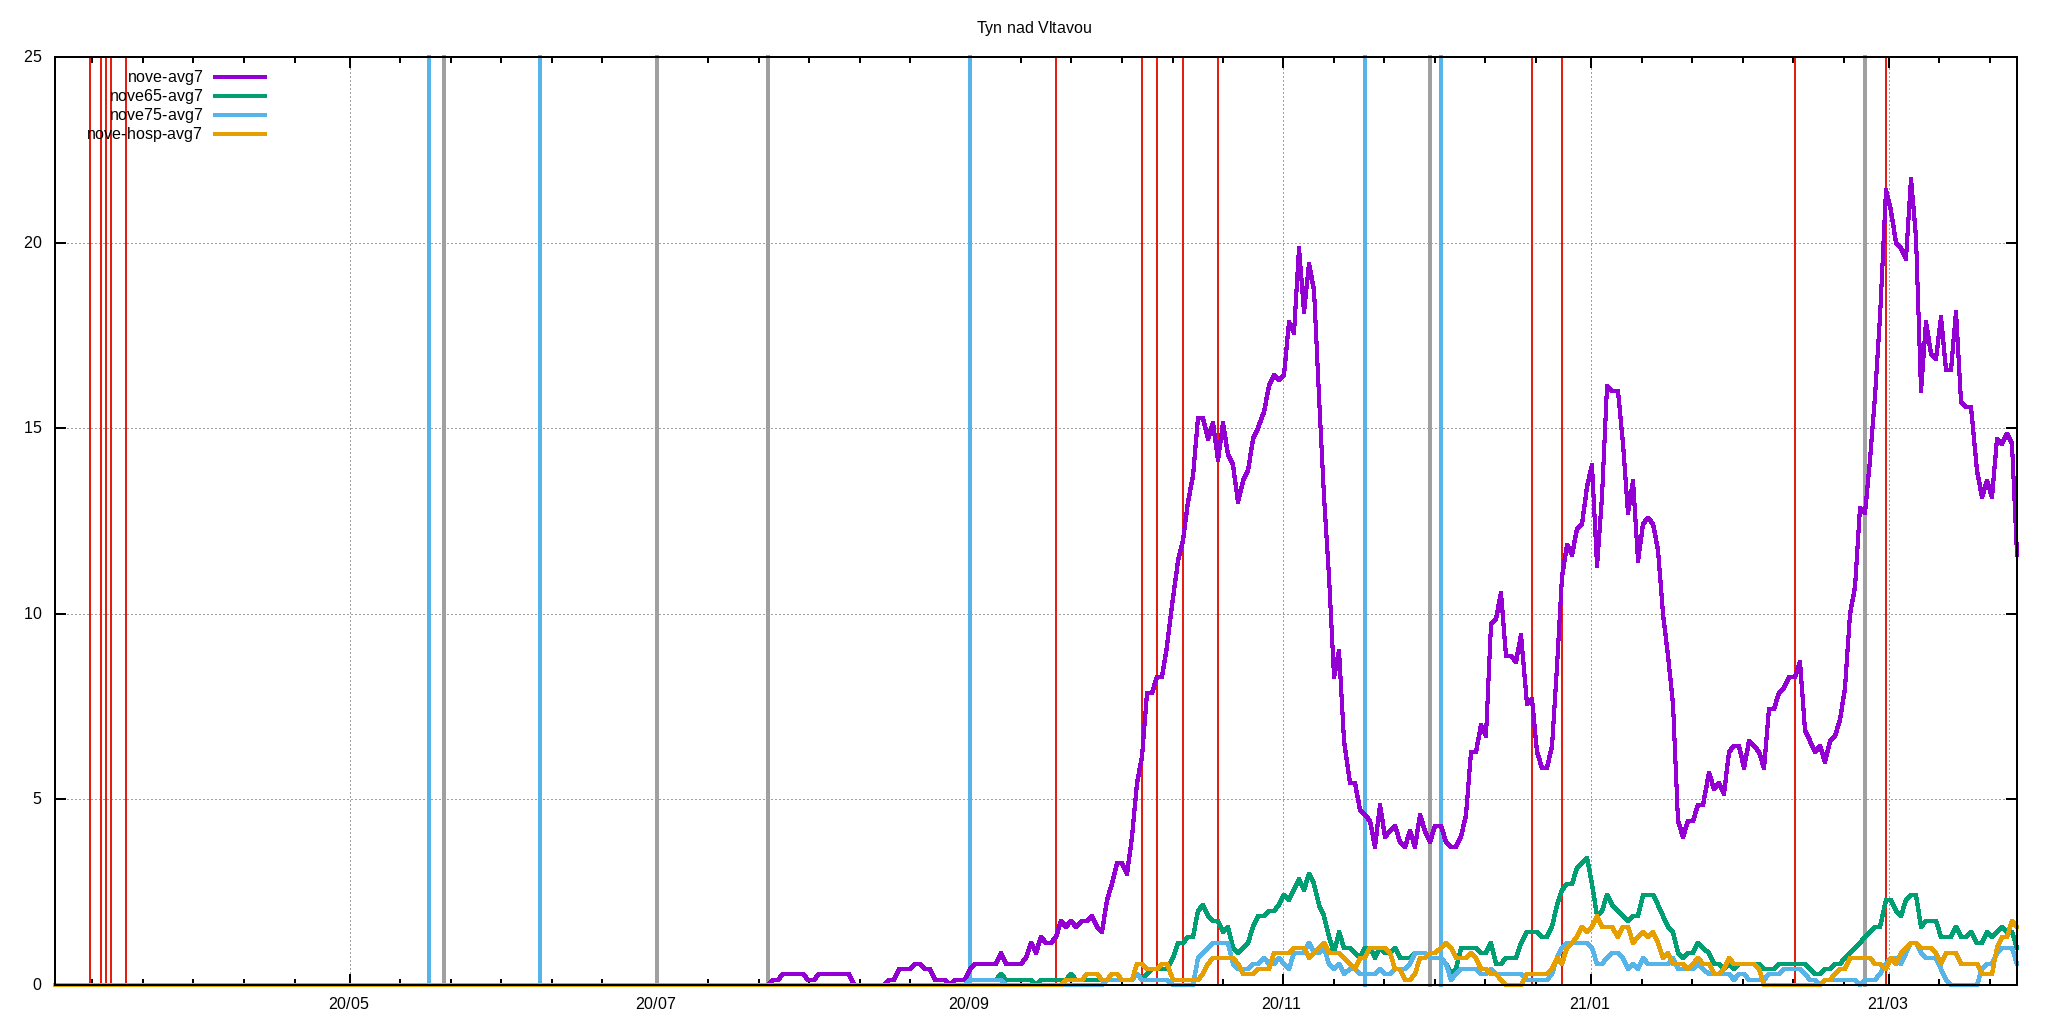 Tyn nad Vltavou
25
nove-avg7
nove65-avg7
nove75-avg7
nove-hosp-avg7
20
15
10
5
0
20/05 20/07 20/09 20/11 21/01 21/03